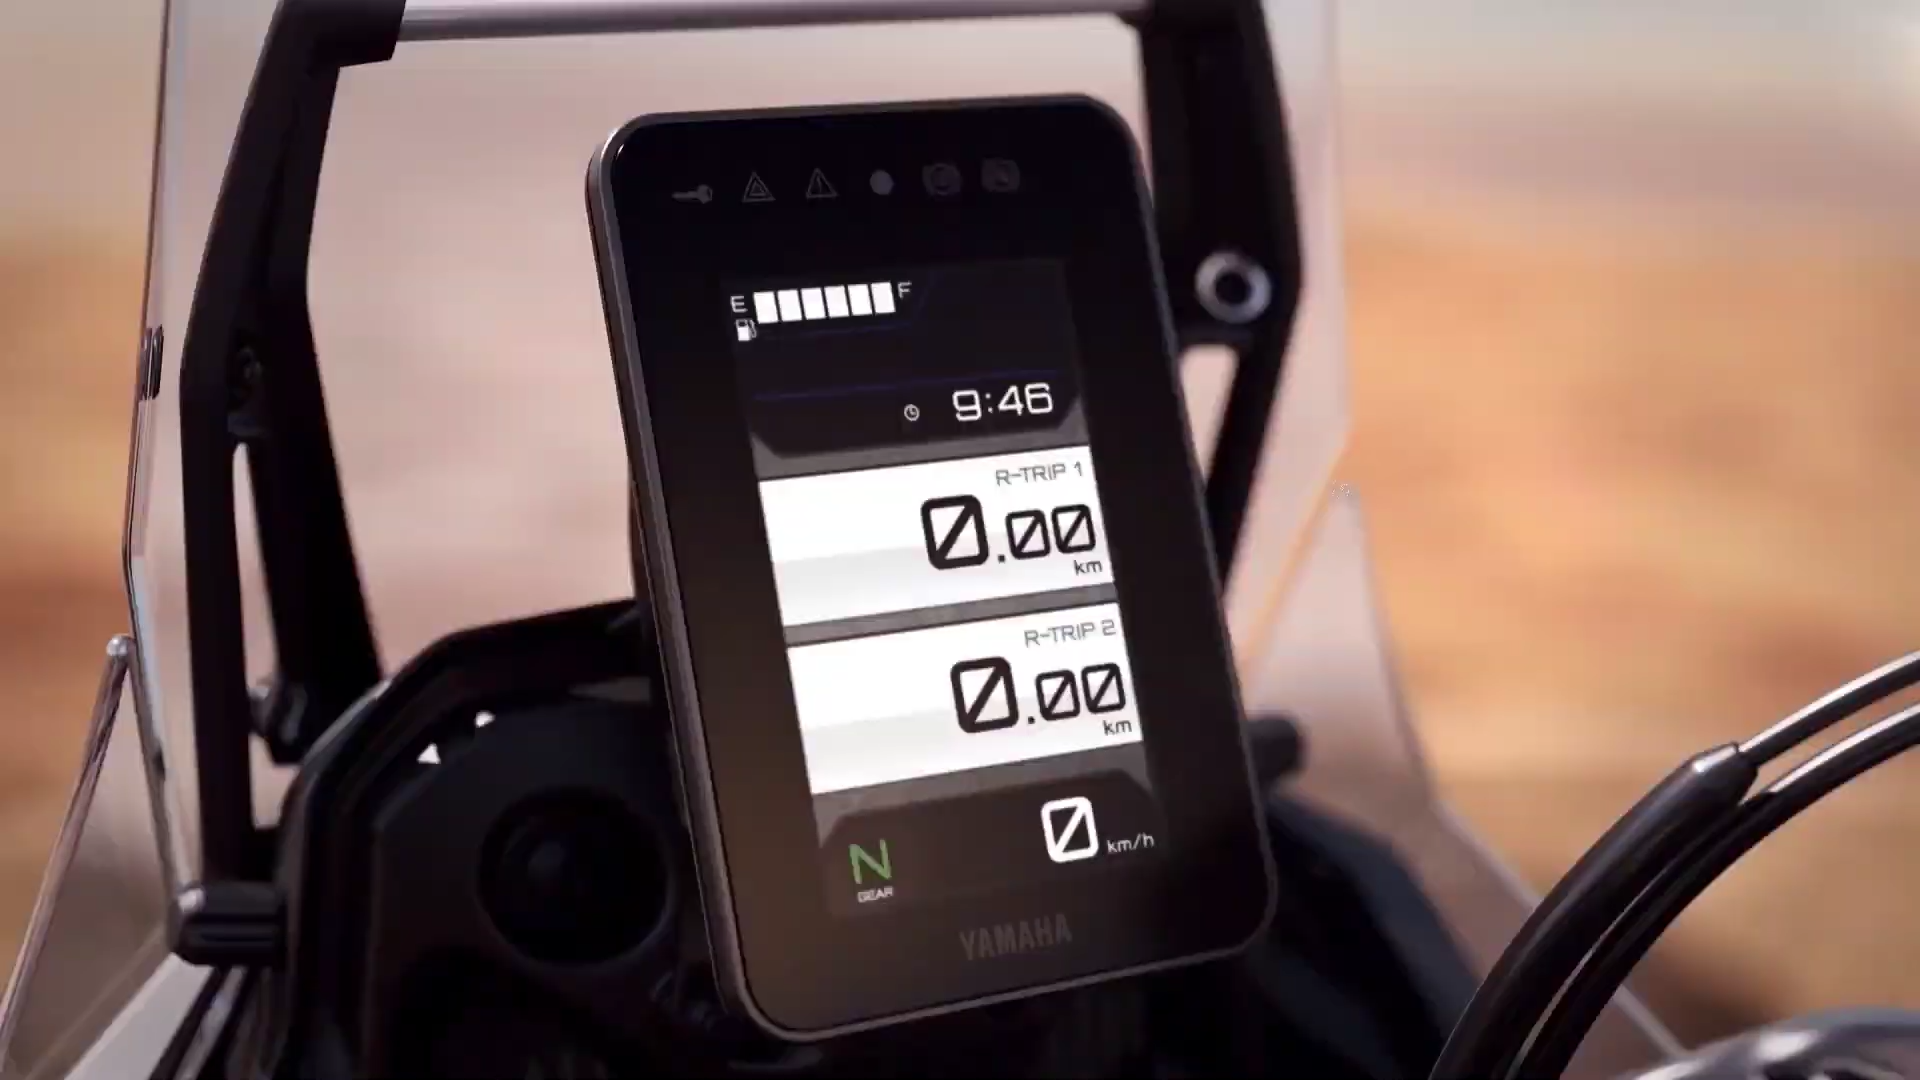 E F
9:46
R-TRIP 1
0.00
km
R-TRIP 2
0.00
km
N
0 km/h
GEAR
YAMAHA